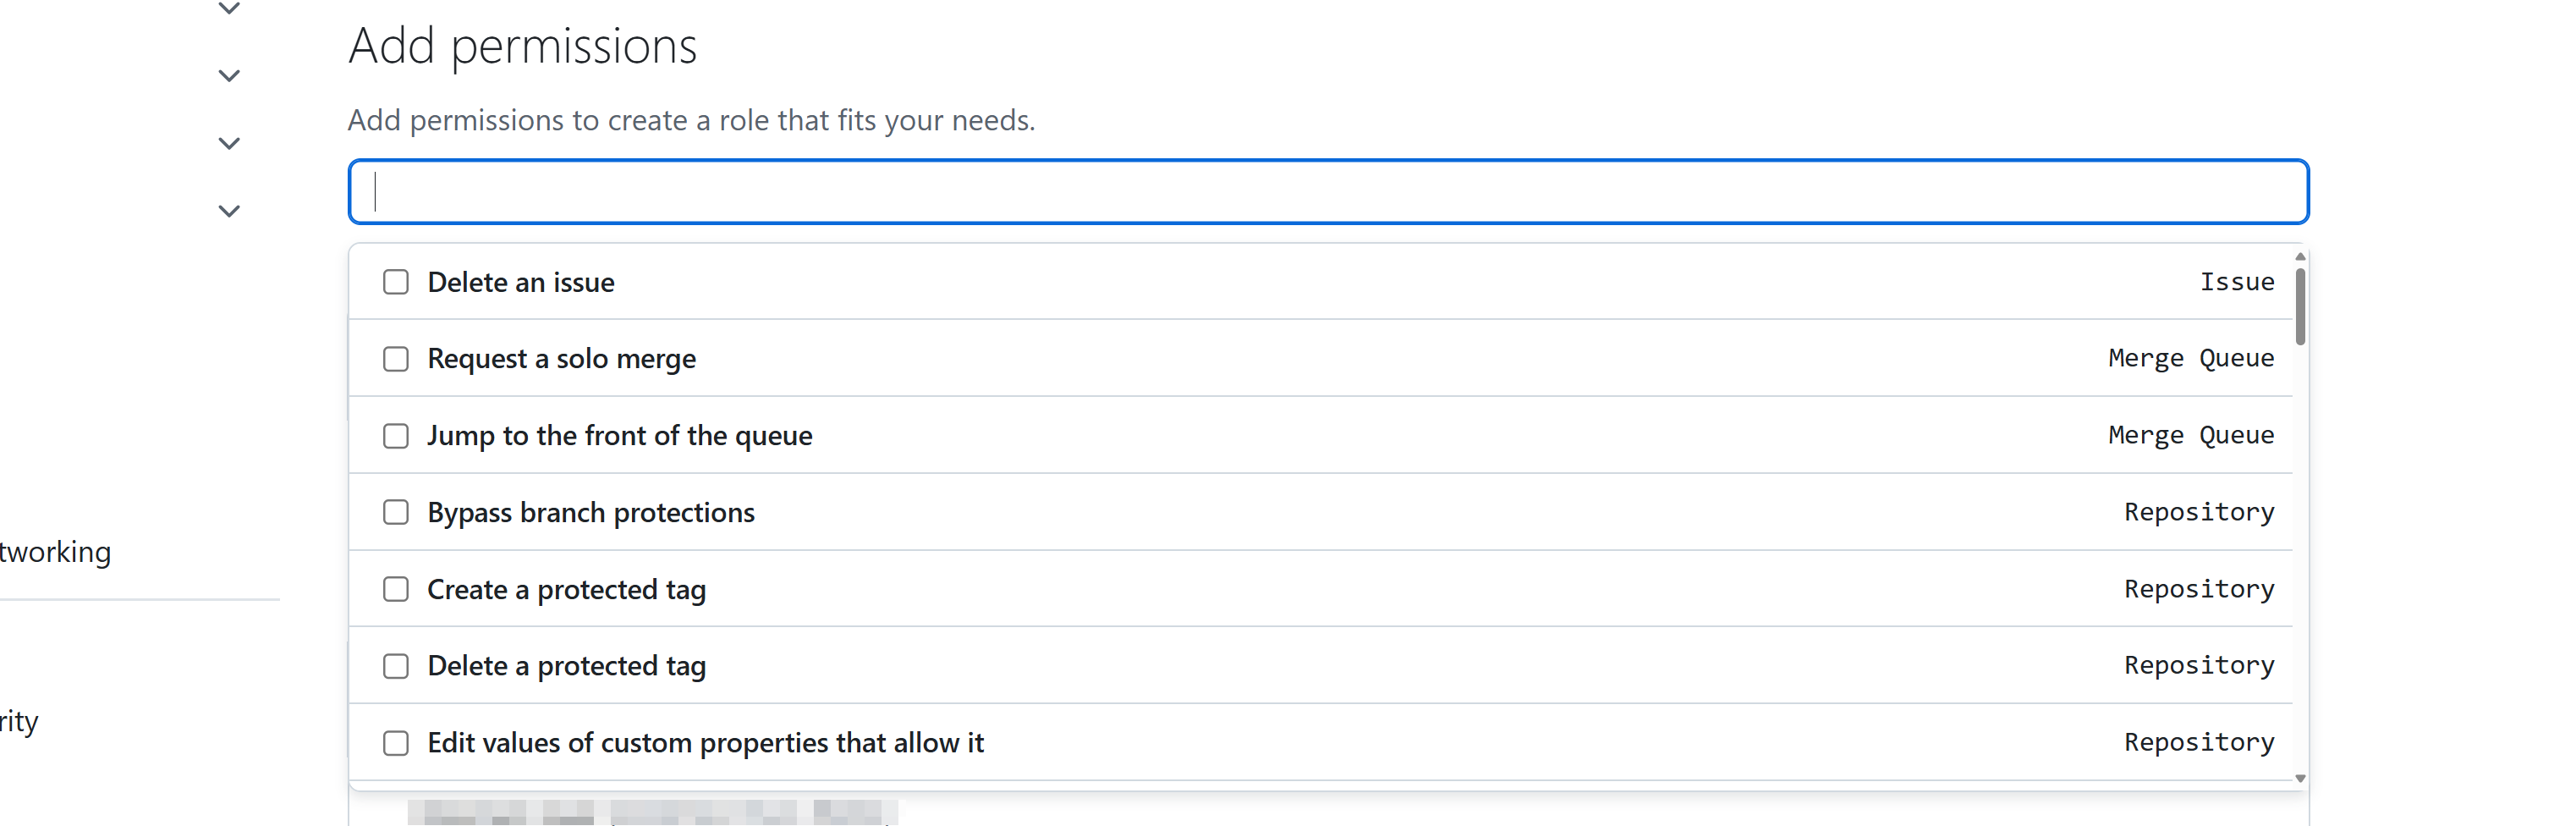 Add permissions
Add permissions to create a role that fits your needs.
Delete an issue Issue
Request a solo merge Merge Queue
Jump to the front of the queue Merge Queue
Bypass branch protections Repository
tworking
Create a protected tag Repository
Delete a protected tag Repository
rity
Edit values of custom properties that allow it Repository